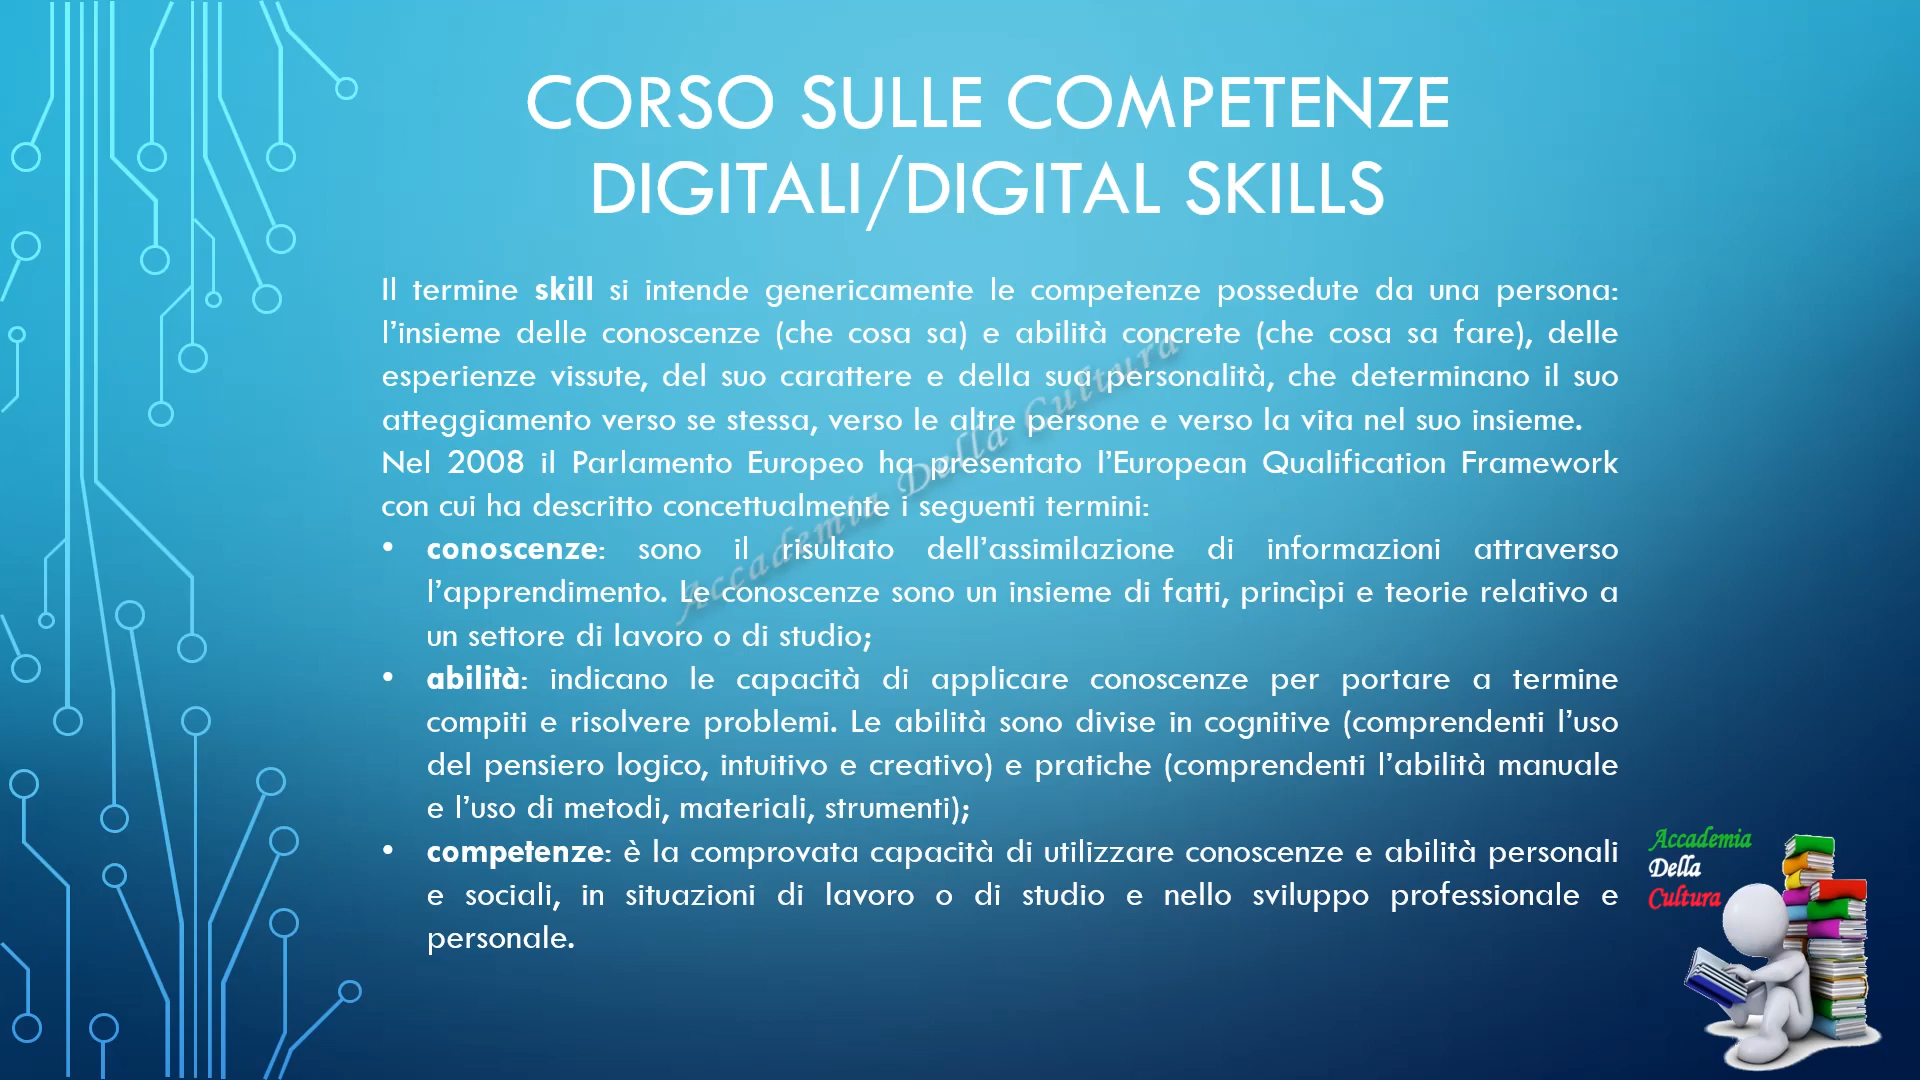 CORSO SULLE COMPETENZE
DIGITALI/DIGITAL SKILLS
Il termine skill si intende genericamente le competenze possedute da una persona:
l’insieme delle conoscenze (che cosa sa) e abilità concrete (che cosa sa fare), delle
esperienze vissute, del suo carattere e della sua personalità, che determinano il suo
atteggiamento verso se stessa, verso le altre persone e verso la vita nel suo insieme.
Nel 2008 il Parlamento Europeo ha presentato l’European Qualification Framework
con cui ha descritto concettualmente i seguenti termini:
• conoscenze: sono il risultato dell’assimilazione di informazioni attraverso
l’apprendimento. Le conoscenze sono un insieme di fatti, princìpi e teorie relativo a
un settore di lavoro o di studio;
• abilità: indicano le capacità di applicare conoscenze per portare a termine
compiti e risolvere problemi. Le abilità sono divise in cognitive (comprendenti l’uso
del pensiero logico, intuitivo e creativo) e pratiche (comprendenti l’abilità manuale
e l’uso di metodi, materiali, strumenti);
• competenze: è la comprovata capacità di utilizzare conoscenze e abilità personali
e sociali, in situazioni di lavoro o di studio e nello sviluppo professionale e
personale.
Accademia Della Cultura
Accademia
Della
Cultura